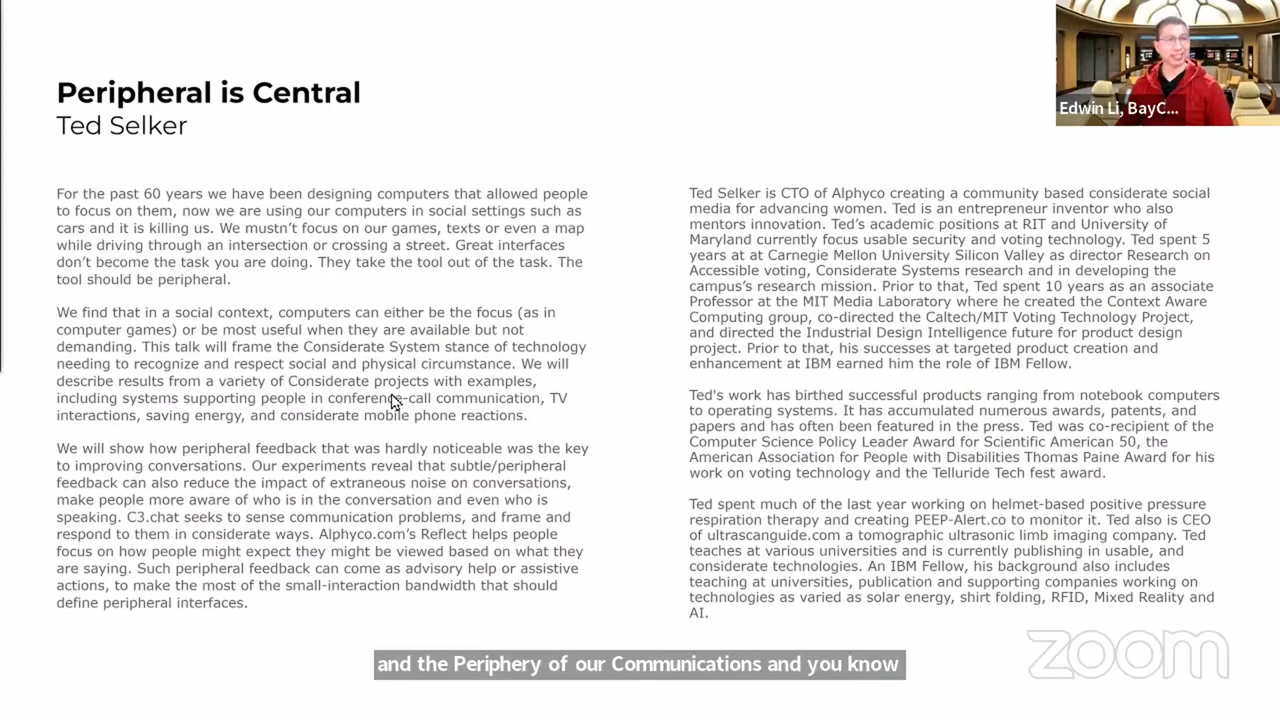 Peripheral is Central
Ted Selker
For the past 60 years we have been designing computers that allowed people
to focus on them, now we are using our computers in social settings such as
cars and it is killing us. We mustn't focus on our games, texts or even a map
while driving through an intersection or crossing a street. Great interfaces
don't become the task you are doing. They take the tool out of the task. The
tool should be peripheral.
We find that in a social context, computers can either be the focus (as in
computer games) or be most useful when they are available but not
demanding. This talk will frame the Considerate System stance of technology
needing to recognize and respect social and physical circumstance. We will
describe results from a variety of Considerate projects with examples,
including systems supporting people in conference-call communication, TV
interactions, saving energy, and considerate mobile phone reactions.
We will show how peripheral feedback that was hardly noticeable was the key
to improving conversations. Our experiments reveal that subtle/peripheral
feedback can also reduce the impact of extraneous noise on conversations,
make people more aware of who is in the conversation and even who is
speaking. C3.chat seeks to sense communication problems, and frame and
respond to them in considerate ways. Alphyco.com's Reflect helps people
focus on how people might expect they might be viewed based on what they
are saying. Such peripheral feedback can come as advisory help or assistive
actions, to make the most of the small-interaction bandwidth that should
define peripheral interfaces.
Ted Selker is CTO of Alphyco creating a community based considerate social
media for advancing women. Ted is an entrepreneur inventor who also
mentors innovation. Ted's academic positions at RIT and University of
Maryland currently focus usable security and voting technology. Ted spent 5
years at at Carnegie Mellon University Silicon Valley as director Research on
Accessible voting, Considerate Systems research and in developing the
campus's research mission. Prior to that, Ted spent 10 years as an associate
Professor at the MIT Media Laboratory where he created the Context Aware
Computing group, co-directed the Caltech/MIT Voting Technology Project,
and directed the Industrial Design Intelligence future for product design
project. Prior to that, his successes at targeted product creation and
enhancement at IBM earned him the role of IBM Fellow.
Ted's work has birthed successful products ranging from notebook computers
to operating systems. It has accumulated numerous awards, patents, and
papers and has often been featured in the press. Ted was co-recipient of the
Computer Science Policy Leader Award for Scientific American 50, the
American Association for People with Disabilities Thomas Paine Award for his
work on voting technology and the Telluride Tech fest award.
Ted spent much of the last year working on helmet-based positive pressure
respiration therapy and creating PEEP-Alert.co to monitor it. Ted also is CEO
of ultrascanguide.com a tomographic ultrasonic limb imaging company. Ted
teaches at various universities and is currently publishing in usable, and
considerate technologies. An IBM Fellow, his background also includes
teaching at universities, publication and supporting companies working on
technologies as varied as solar energy, shirt folding, RFID, Mixed Reality and
AI.
Edwin Li, BayC...
and the Periphery of our Communications and you know
zoom